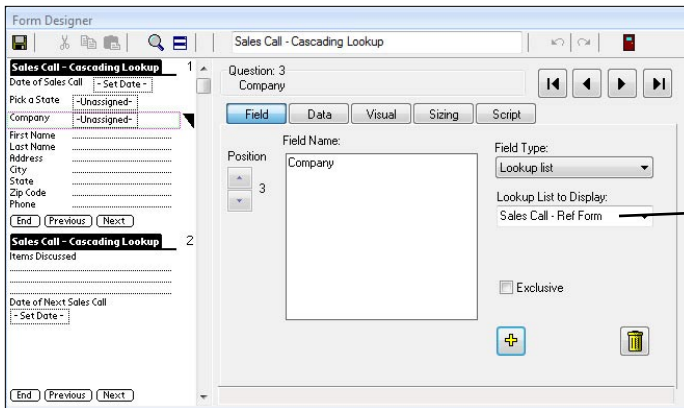 Form Designer
Sales Call - Cascading Lookup
Sales Call - Cascading Lookup 1
Date of Sales Call - Set Date -
Pick a State -Unassigned-
Company -Unassigned-
First Name
Last Name
Address
City
State
Zip Code
Phone
End Previous Next
Sales Call - Cascading Lookup 2
Items Discussed
Date of Next Sales Call
- Set Date -
End Previous Next
Question: 3
Company
Field Data Visual Sizing Script
Position
3
Field Name:
Company
Field Type:
Lookup list
Lookup List to Display:
Sales Call - Ref Form
Exclusive